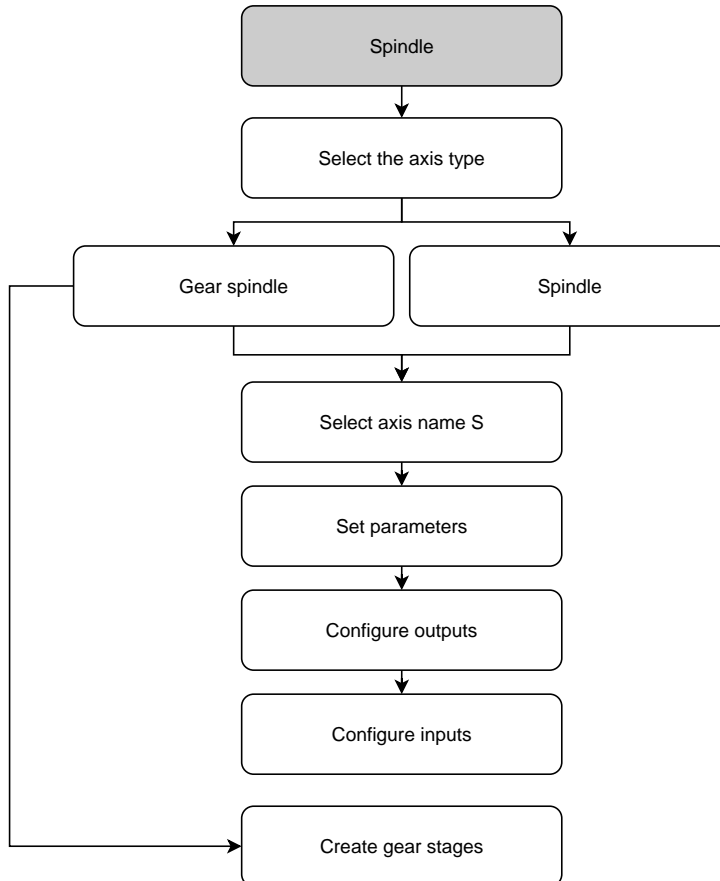 Spindle
Select the axis type
Gear spindle
Spindle
Select axis name S
Set parameters
Configure outputs
Configure inputs
Create gear stages